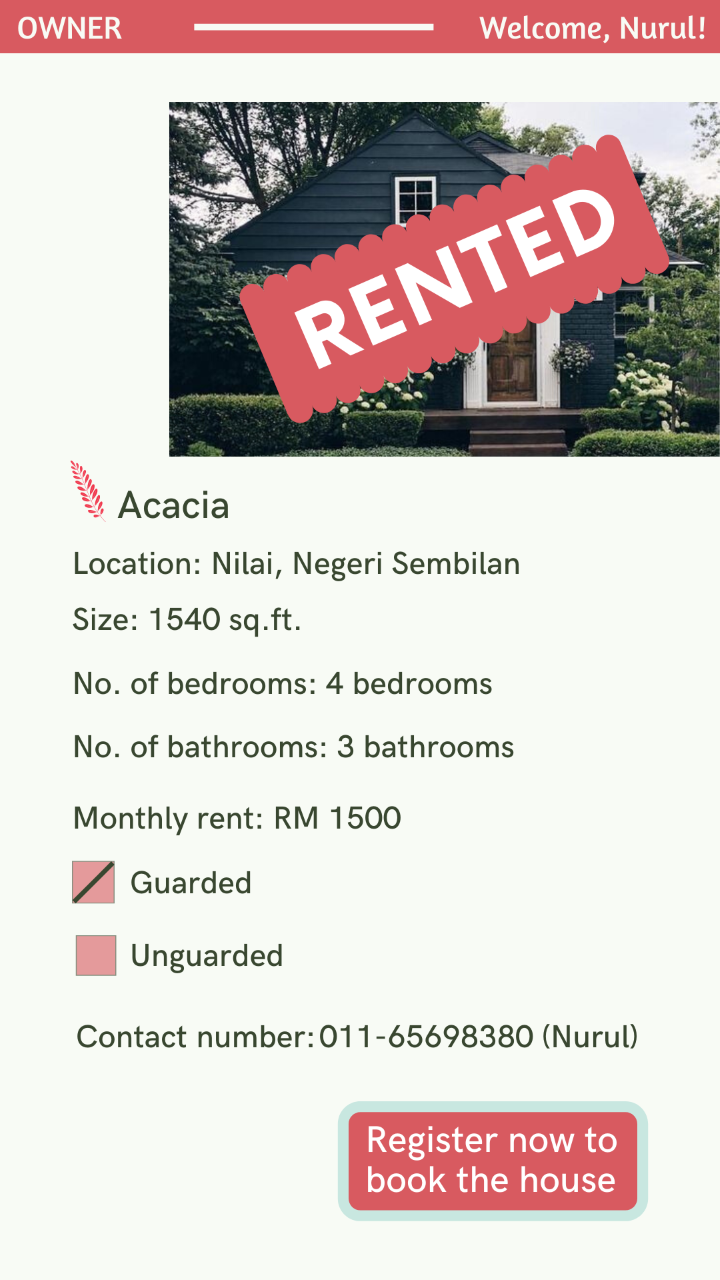 OWNER
Welcome, Nurul!
RENTED
Acacia
Location: Nilai, Negeri Sembilan
Size: 1540 sq.ft.
No. of bedrooms: 4 bedrooms
No. of bathrooms: 3 bathrooms
Monthly rent: RM 1500
Guarded
Unguarded
Contact number: 011-65698380 (Nurul)
Register now to
book the house